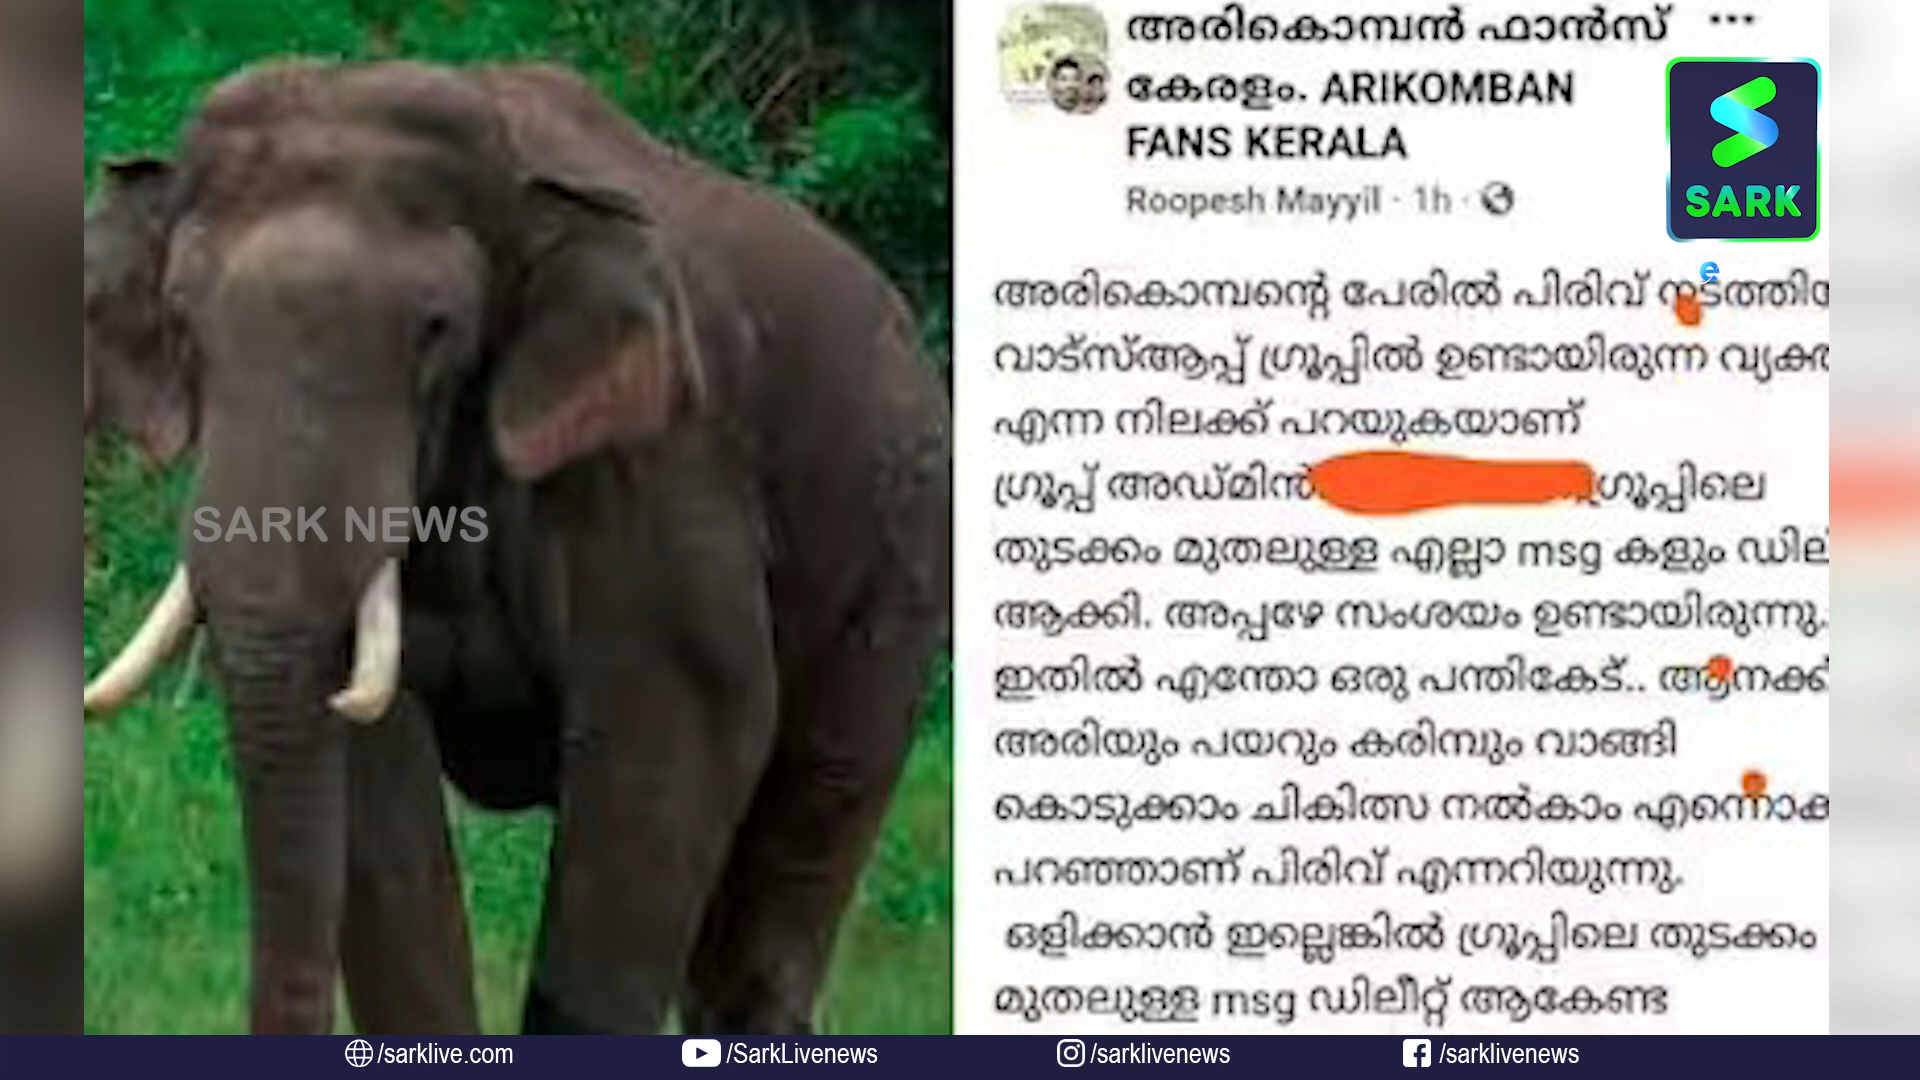 SARK NEWS
അരികൊമ്പൻ ഫാൻസ്
കേരളം. ARIKOMBAN
FANS KERALA
Roopesh Mayyil · 1h ·
SARK
അരികൊമ്പന്റെ പേരിൽ പിരിവ്
വാട്സ്ആപ്പ് ഗ്രൂപ്പിൽ ഉണ്ടായിരുന്ന
എന്ന നിലക്ക് പറയുകയാണ്
ഗ്രൂപ്പ് അഡ്മിൻ ഗ്രൂപ്പിലെ
തുടക്കം മുതലുള്ള എല്ലാ msg കളും
ആക്കി. അപ്പഴേ സംശയം ഉണ്ടായിരുന്നു.
ഇതിൽ എന്തോ ഒരു പന്തികേട്.. ആനക്ക്
അരിയും പയറും കരിമ്പും വാങ്ങി
കൊടുക്കാം ചികിത്സ നൽകാം
പറഞ്ഞാണ് പിരിവ് എന്നറിയുന്നു.
ഒളിക്കാൻ ഇല്ലെങ്കിൽ ഗ്രൂപ്പിലെ തുടക്കം
മുതലുള്ള msg ഡിലീറ്റ് ആകേണ്ട
/sarklive.com
/SarkLivenews
/sarklivenews
/sarklivenews